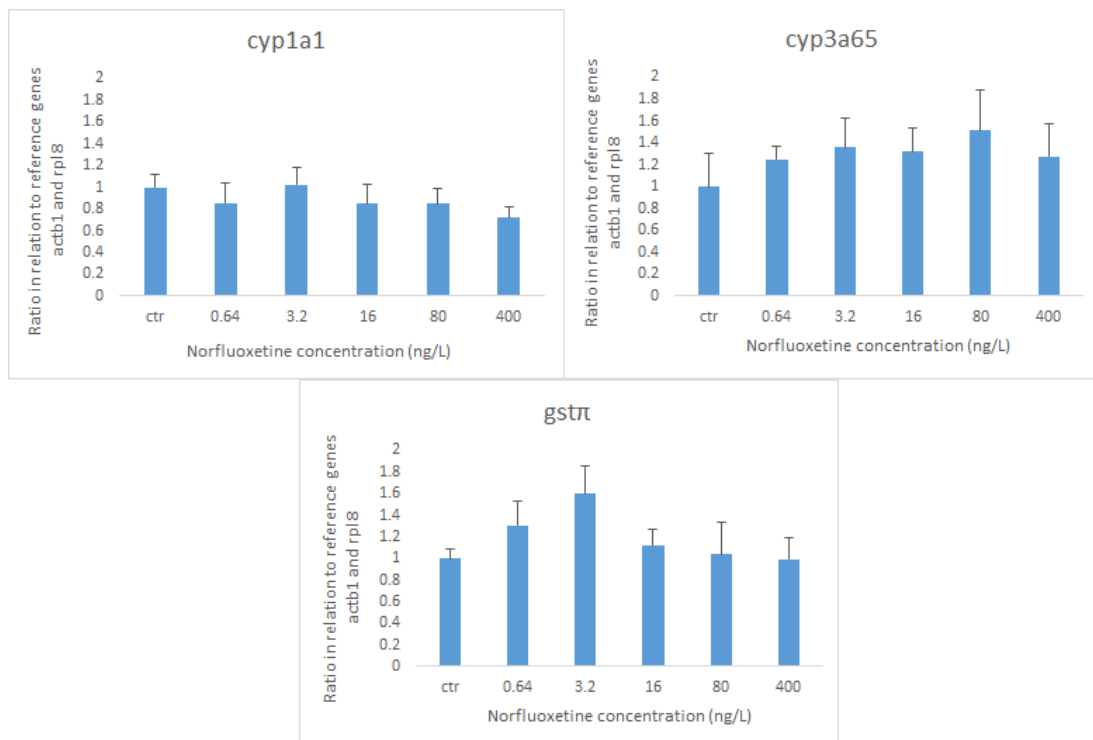 cyp1a1
Ratio in relation to reference genes
actb1 and rpl8
2
1.8
1.6
1.4
1.2
1
0.8
0.6
0.4
0.2
0
ctr 0.64 3.2 16 80 400
Norfluoxetine concentration (ng/L)
cyp3a65
Ratio in relation to reference genes
actb1 and rpl8
2
1.8
1.6
1.4
1.2
1
0.8
0.6
0.4
0.2
0
ctr 0.64 3.2 16 80 400
Norfluoxetine concentration (ng/L)
gstπ
Ratio in relation to reference genes
actb1 and rpl8
2
1.8
1.6
1.4
1.2
1
0.8
0.6
0.4
0.2
0
ctr 0.64 3.2 16 80 400
Norfluoxetine concentration (ng/L)